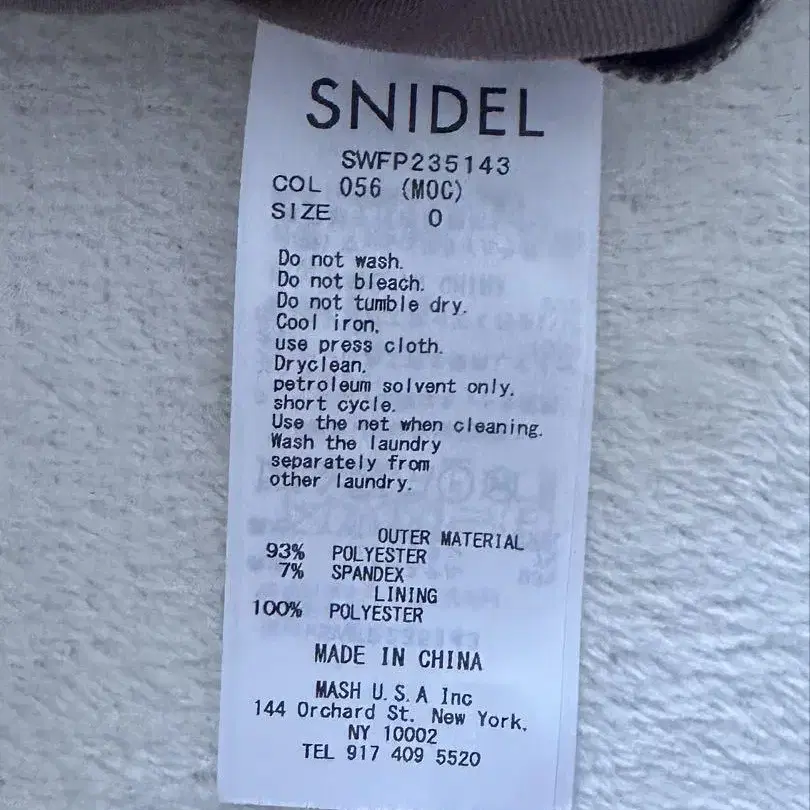 SNIDEL
SWFP235143
COL 056 (MOC)
SIZE 0
Do not wash.
Do not bleach.
Do not tumble dry.
Cool iron.
use press cloth.
Dryclean.
petroleum solvent only.
short cycle.
Use the net when cleaning.
Wash the laundry
separately from
other laundry.
OUTER MATERIAL
93% POLYESTER
7% SPANDEX
LINING
100% POLYESTER
MADE IN CHINA
MASH U.S.A Inc
144 Orchard St. New York,
NY 10002
TEL 917 409 5520